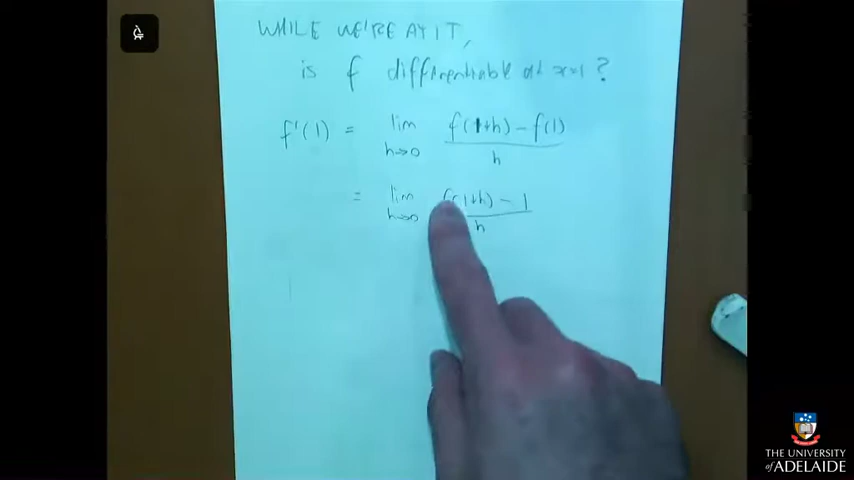 WHILE WE'RE AT IT,
is f differentiable at x=1 ?
f'(1) = lim h→0 f(1+h) - f(1) / h
= lim h→0 f(1+h) - 1 / h
THE UNIVERSITY
of ADELAIDE